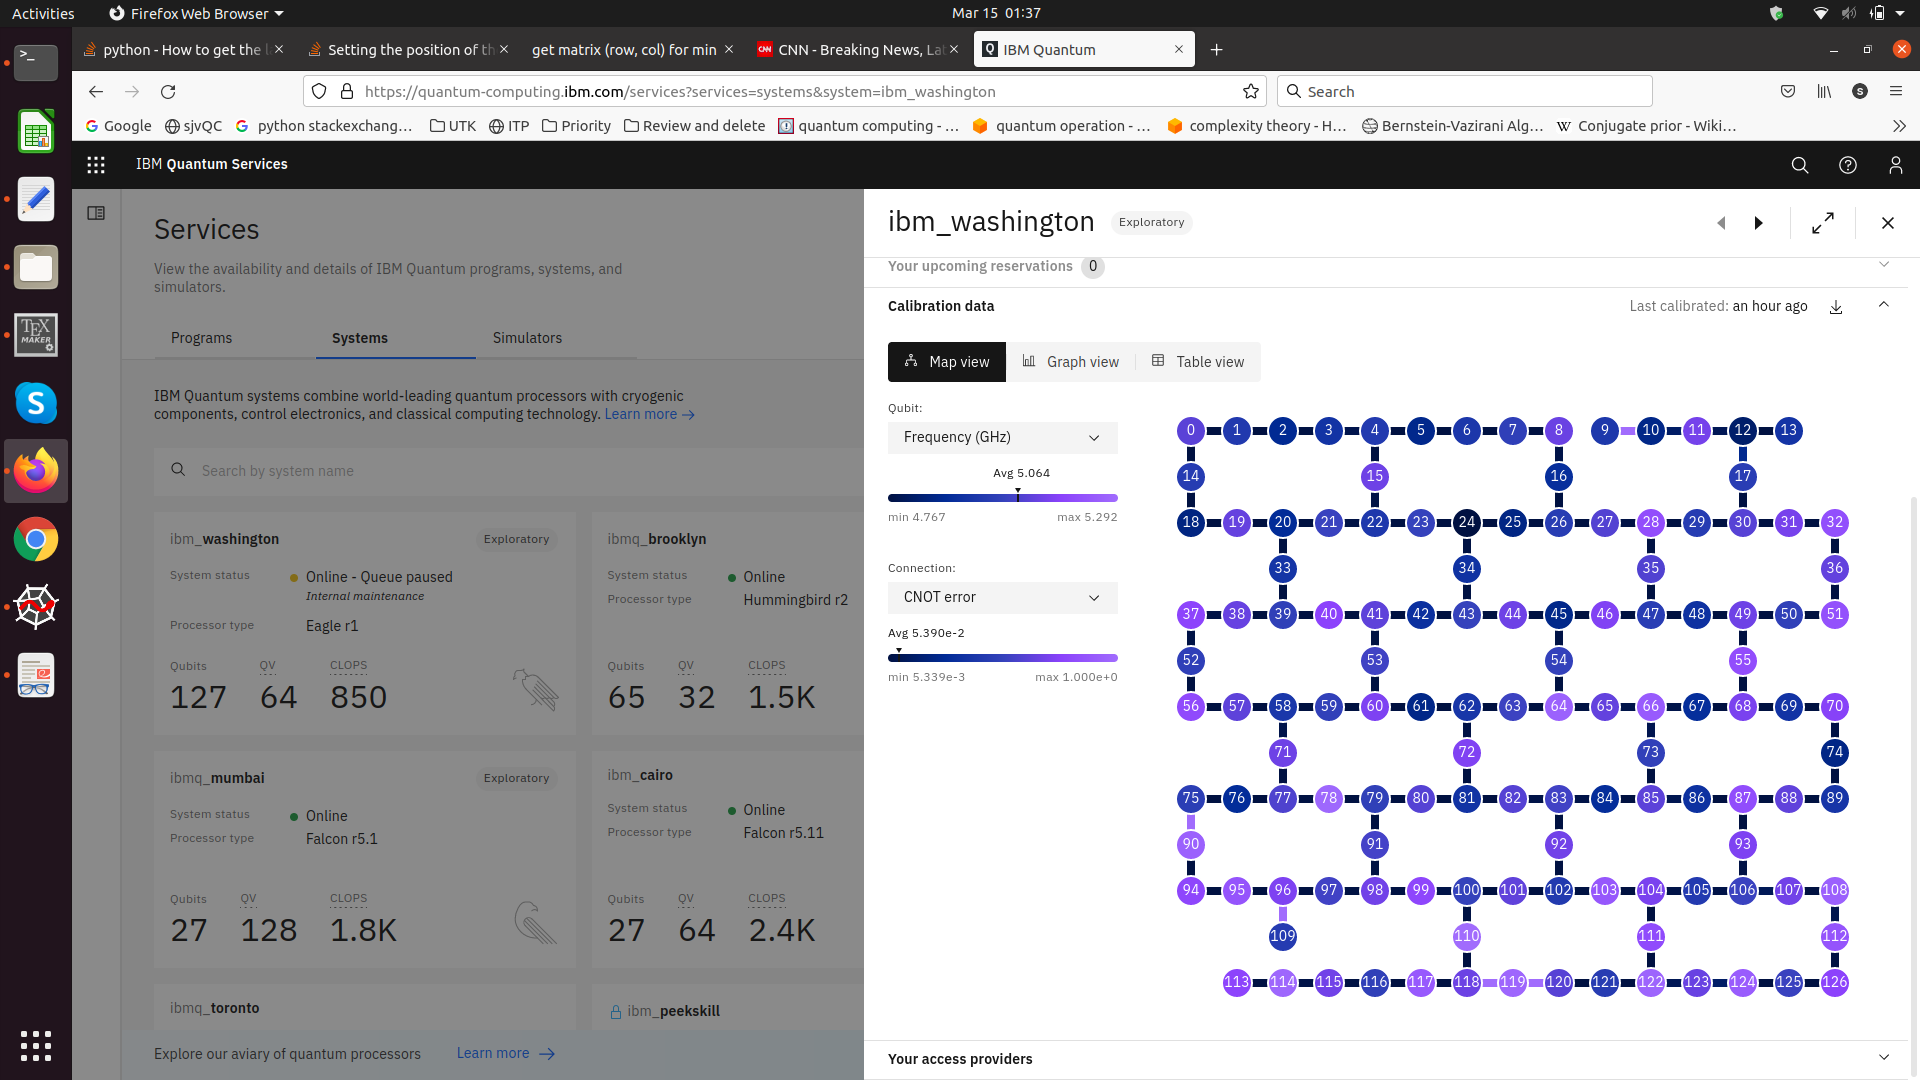 Activities Firefox Web Browser Mar 15 01:37
python - How to get the l Setting the position of th get matrix (row, col) for min CNN - Breaking News, Lat IBM Quantum
https://quantum-computing.ibm.com/services?services=systems&system=ibm_washington Search
Google sjvQC python stackexchang... UTK ITP Priority Review and delete quantum computing - ... quantum operation - ... complexity theory - H... Bernstein-Vazirani Alg... Conjugate prior - Wiki...
IBM Quantum Services
Services
View the availability and details of IBM Quantum programs, systems, and
simulators.
Programs Systems Simulators
IBM Quantum systems combine world-leading quantum processors with cryogenic
components, control electronics, and classical computing technology. Learn more →
Search by system name
ibm_washington Exploratory
System status Online - Queue paused
Internal maintenance
Processor type Eagle r1
Qubits QV CLOPS
127 64 850
ibmq_brooklyn
System status Online
Processor type Hummingbird r2
Qubits QV CLOPS
65 32 1.5K
ibmq_mumbai Exploratory
System status Online
Processor type Falcon r5.1
Qubits QV CLOPS
27 128 1.8K
ibm_cairo
System status Online
Processor type Falcon r5.11
Qubits QV CLOPS
27 64 2.4K
ibmq_toronto
ibm_peekskill
Explore our aviary of quantum processors Learn more →
ibm_washington Exploratory
Your upcoming reservations 0
Calibration data Last calibrated: an hour ago
Map view Graph view Table view
Qubit:
Frequency (GHz)
Avg 5.064
min 4.767 max 5.292
Connection:
CNOT error
Avg 5.390e-2
min 5.339e-3 max 1.000e+0
0 1 2 3 4 5 6 7 8 9 10 11 12 13
14 15 16 17
18 19 20 21 22 23 24 25 26 27 28 29 30 31 32
33 34 35 36
37 38 39 40 41 42 43 44 45 46 47 48 49 50 51
52 53 54 55
56 57 58 59 60 61 62 63 64 65 66 67 68 69 70
71 72 73 74
75 76 77 78 79 80 81 82 83 84 85 86 87 88 89
90 91 92 93
94 95 96 97 98 99 100 101 102 103 104 105 106 107 108
109 110 111 112
113 114 115 116 117 118 119 120 121 122 123 124 125 126
Your access providers